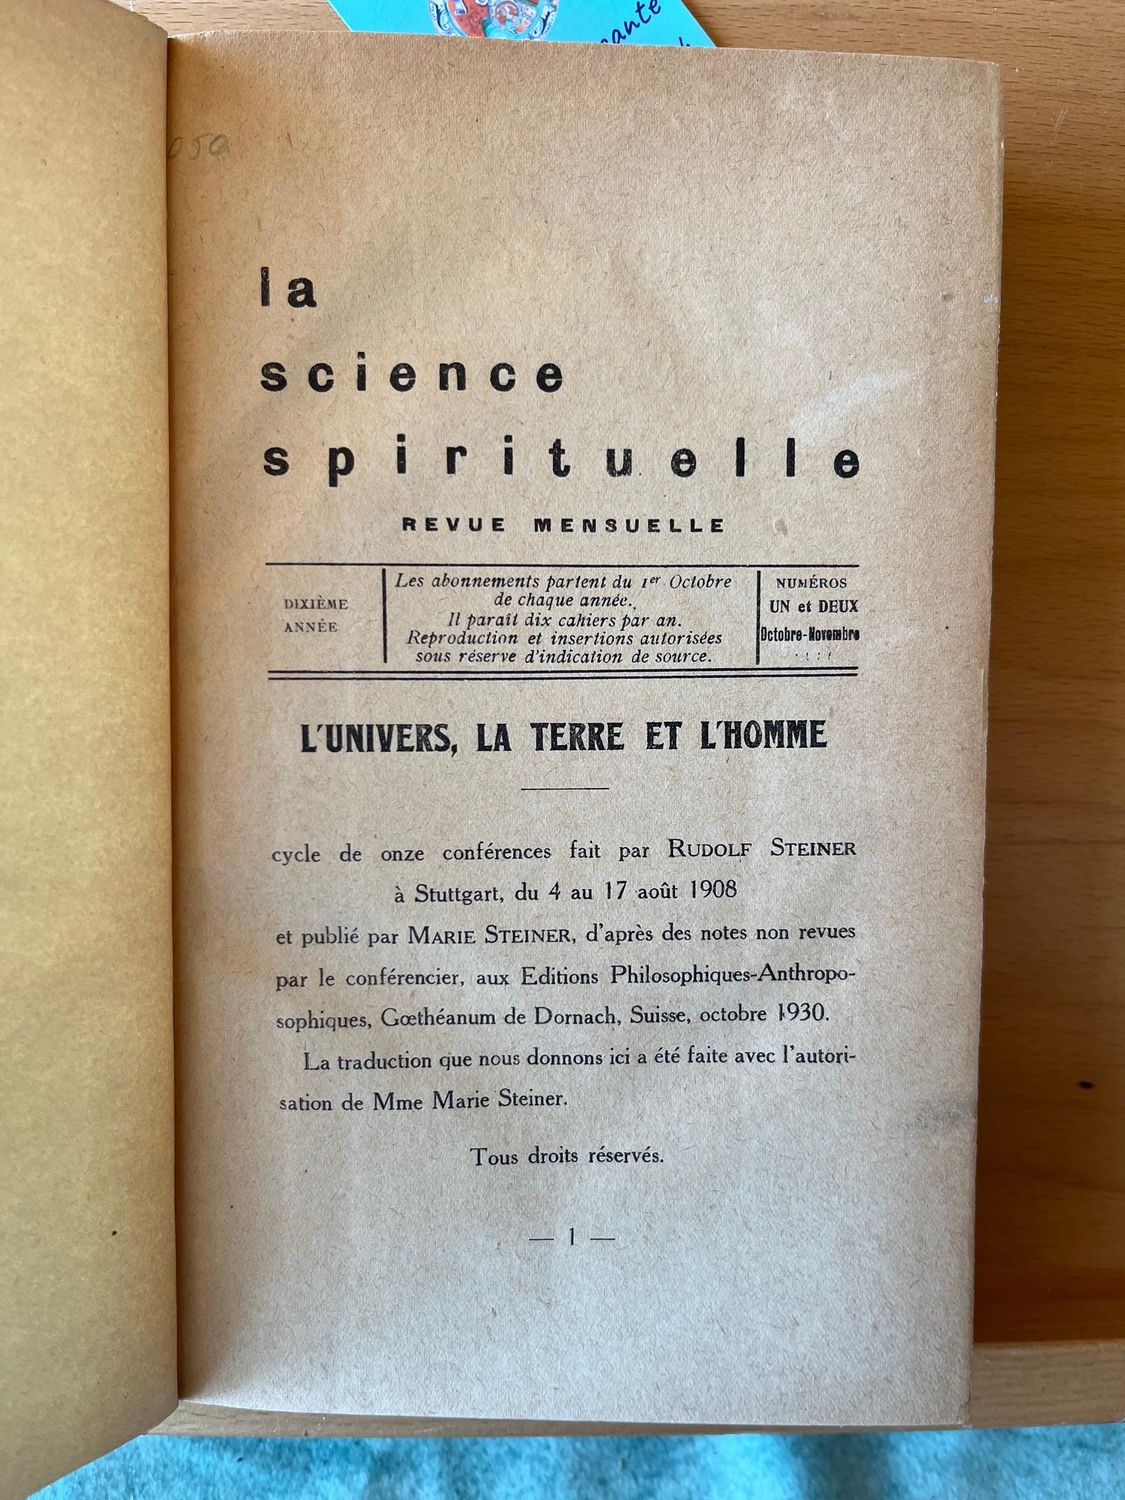 cante
050
la
science
spirituelle
REVUE MENSUELLE
DIXIÈME
ANNÉE
Les abonnements partent du 1er Octobre
de chaque année.
Il paraît dix cahiers par an.
Reproduction et insertions autorisées
sous réserve d'indication de source.
NUMÉROS
UN et DEUX
Octobre-Novembre
L'UNIVERS, LA TERRE ET L'HOMME
cycle de onze conférences fait par RUDOLF STEINER
à Stuttgart, du 4 au 17 août 1908
et publié par MARIE STEINER, d'après des notes non revues
par le conférencier, aux Editions Philosophiques-Anthropo-
sophiques, Gœthéanum de Dornach, Suisse, octobre 1930.
La traduction que nous donnons ici a été faite avec l'autori-
sation de Mme Marie Steiner.
Tous droits réservés.
— 1 —